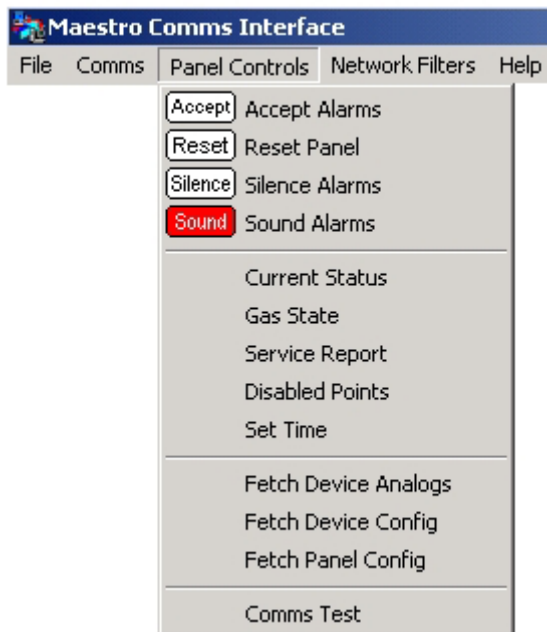 Maestro Comms Interface
File Comms Panel Controls Network Filters Help
Accept Accept Alarms
Reset Reset Panel
Silence Silence Alarms
Sound Sound Alarms
Current Status
Gas State
Service Report
Disabled Points
Set Time
Fetch Device Analogs
Fetch Device Config
Fetch Panel Config
Comms Test